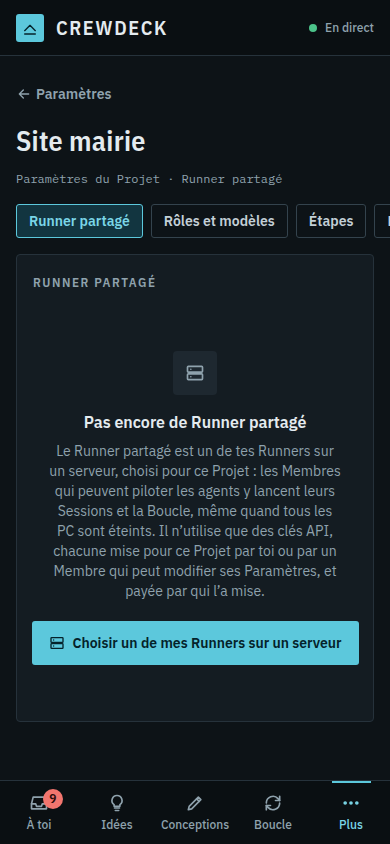 CREWDECK
En direct
← Paramètres
Site mairie
Paramètres du Projet · Runner partagé
Runner partagé
Rôles et modèles
Étapes
RUNNER PARTAGÉ
Pas encore de Runner partagé
Le Runner partagé est un de tes Runners sur
un serveur, choisi pour ce Projet : les Membres
qui peuvent piloter les agents y lancent leurs
Sessions et la Boucle, même quand tous les
PC sont éteints. Il n’utilise que des clés API,
chacune mise pour ce Projet par toi ou par un
Membre qui peut modifier ses Paramètres, et
payée par qui l’a mise.
Choisir un de mes Runners sur un serveur
9
À toi
Idées
Conceptions
Boucle
Plus